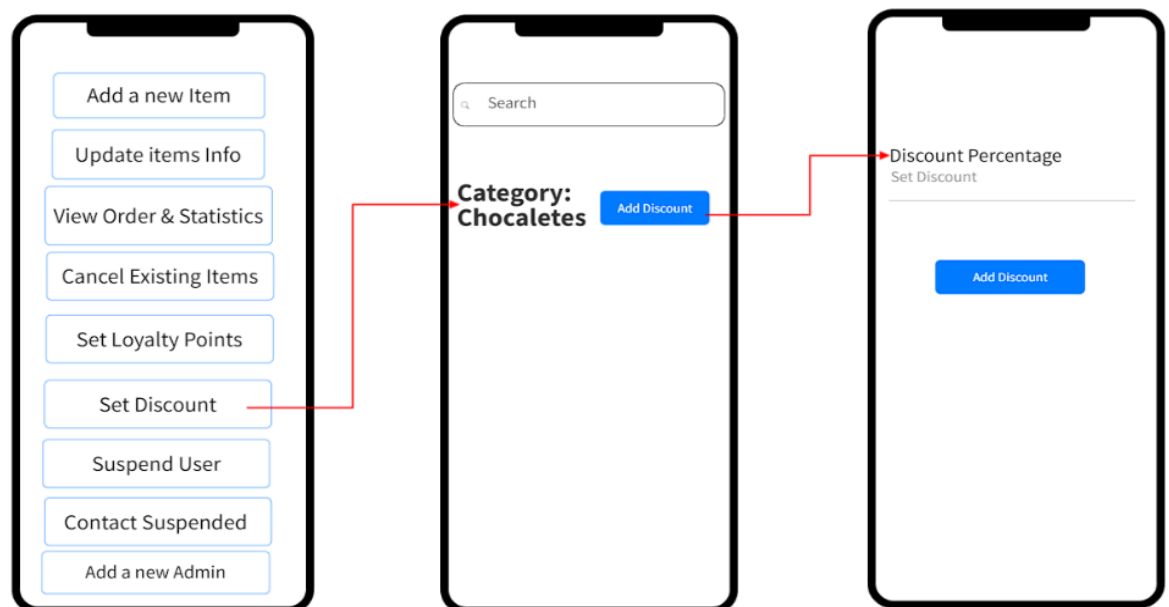 Add a new Item
Update items Info
View Order & Statistics
Cancel Existing Items
Set Loyalty Points
Set Discount
Suspend User
Contact Suspended
Add a new Admin
Search
Category:
Chocaletes
Add Discount
Discount Percentage
Set Discount
Add Discount